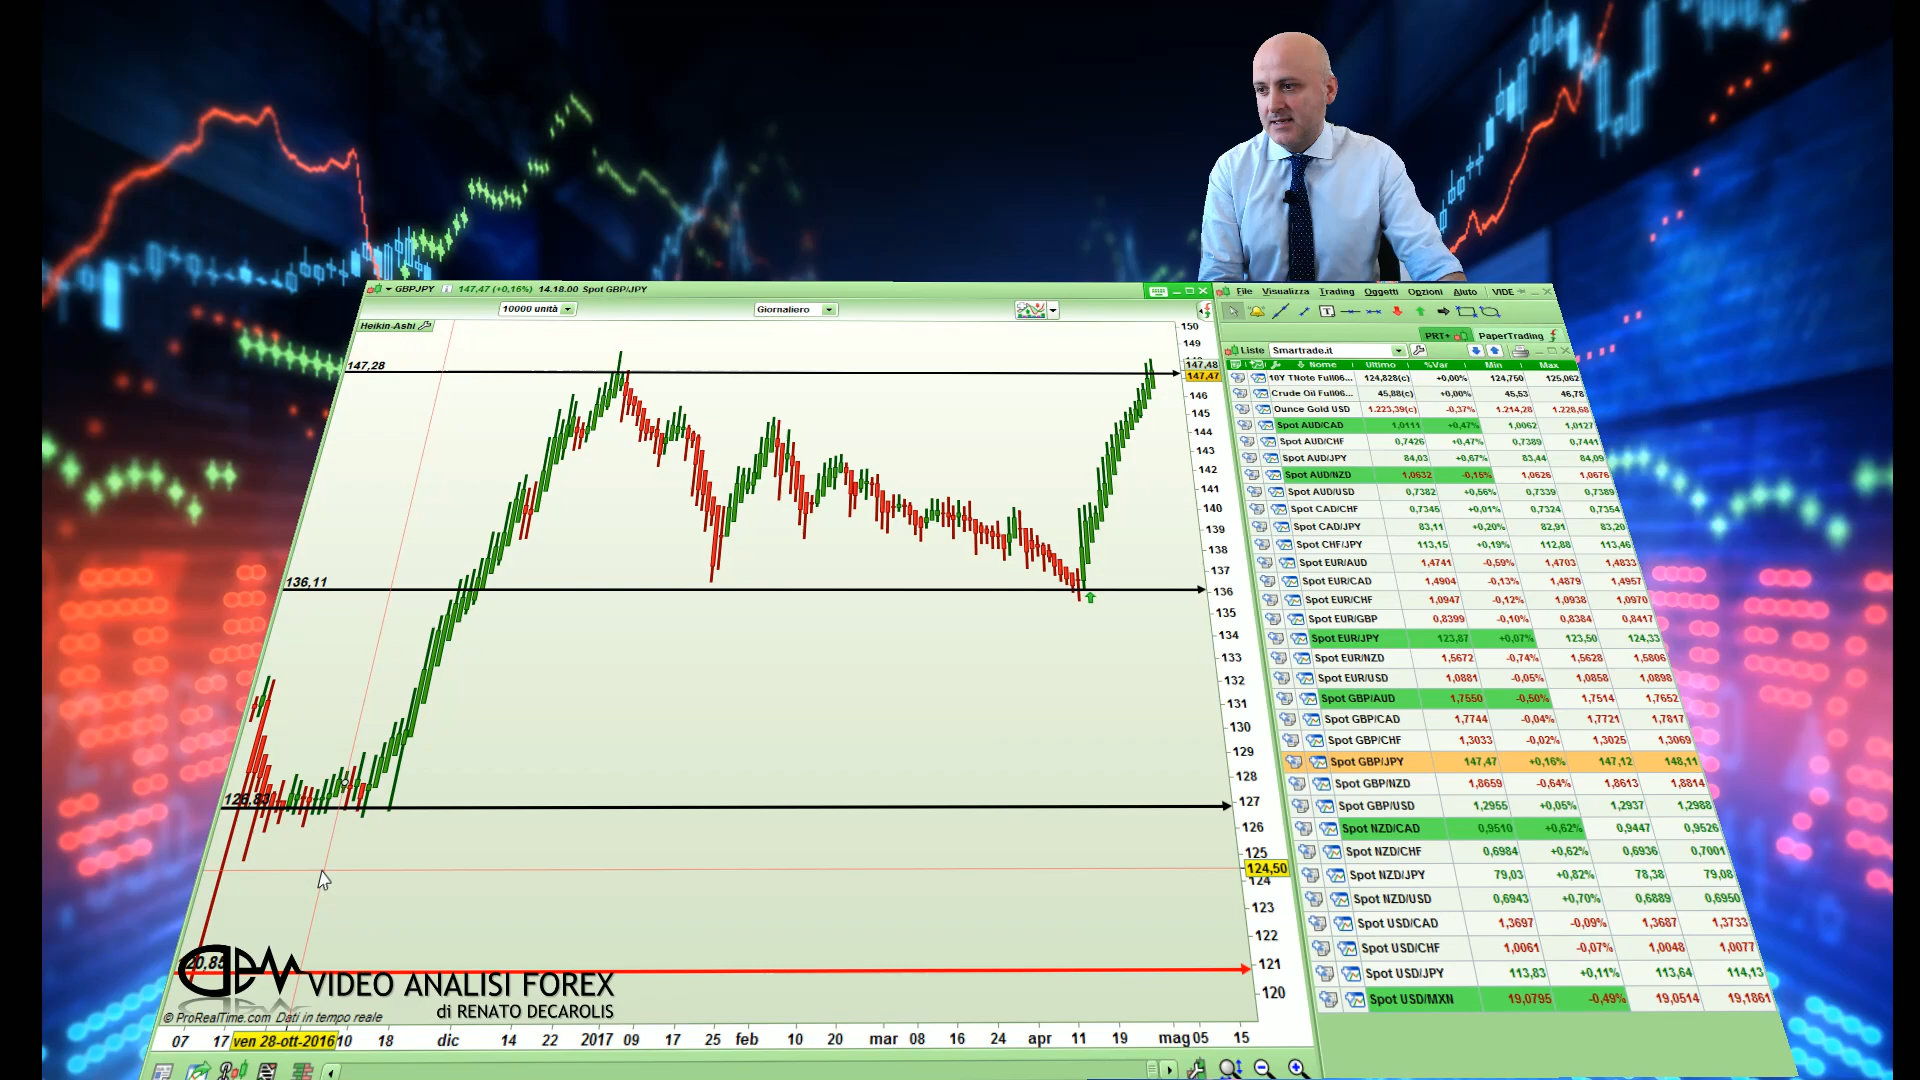 GBPJPY 147,47 (+0,16%) 14.18.00 Spot GBP/JPY
10000 unità
Giornaliero
Heikin-Ashi
147,28
136,11
126,83
120,85
150
149
147,48
147,47
146
145
144
143
142
141
140
139
138
137
136
135
134
133
132
131
130
129
128
127
126
125
124,50
124
123
122
121
120
VIDEO ANALISI FOREX
di RENATO DECAROLIS
© ProRealTime.com Dati in tempo reale
07 17 ven 28-ott-2016 10 18 dic 14 22 2017 09 17 25 feb 10 20 mar 08 16 24 apr 11 19 mag 05 15
File Visualizza Trading Oggetti Opzioni Aiuto VIDE
PRT+ PaperTrading
Liste Smartrade.it
Nome Ultimo %Var Min Max
10Y TNote Full06... 124,828(c) +0,00% 124,750 125,062
Crude Oil Full06... 45,88(c) +0,00% 45,53 46,78
Ounce Gold USD 1.223,39(c) -0,37% 1.214,28 1.228,68
Spot AUD/CAD 1,0111 +0,47% 1,0062 1,0127
Spot AUD/CHF 0,7426 +0,47% 0,7389 0,7441
Spot AUD/JPY 84,03 +0,67% 83,44 84,09
Spot AUD/NZD 1,0632 -0,15% 1,0626 1,0676
Spot AUD/USD 0,7382 +0,56% 0,7339 0,7389
Spot CAD/CHF 0,7345 +0,01% 0,7324 0,7354
Spot CAD/JPY 83,11 +0,20% 82,91 83,20
Spot CHF/JPY 113,15 +0,19% 112,88 113,46
Spot EUR/AUD 1,4741 -0,59% 1,4703 1,4833
Spot EUR/CAD 1,4904 -0,13% 1,4879 1,4957
Spot EUR/CHF 1,0947 -0,12% 1,0938 1,0970
Spot EUR/GBP 0,8399 -0,10% 0,8384 0,8417
Spot EUR/JPY 123,87 +0,07% 123,50 124,33
Spot EUR/NZD 1,5672 -0,74% 1,5628 1,5806
Spot EUR/USD 1,0881 -0,05% 1,0858 1,0898
Spot GBP/AUD 1,7550 -0,50% 1,7514 1,7652
Spot GBP/CAD 1,7744 -0,04% 1,7721 1,7817
Spot GBP/CHF 1,3033 -0,02% 1,3025 1,3069
Spot GBP/JPY 147,47 +0,16% 147,12 148,11
Spot GBP/NZD 1,8659 -0,64% 1,8613 1,8814
Spot GBP/USD 1,2955 +0,05% 1,2937 1,2988
Spot NZD/CAD 0,9510 +0,62% 0,9447 0,9526
Spot NZD/CHF 0,6984 +0,62% 0,6936 0,7001
Spot NZD/JPY 79,03 +0,82% 78,38 79,08
Spot NZD/USD 0,6943 +0,70% 0,6889 0,6950
Spot USD/CAD 1,3697 -0,09% 1,3687 1,3733
Spot USD/CHF 1,0061 -0,07% 1,0048 1,0077
Spot USD/JPY 113,83 +0,11% 113,64 114,13
Spot USD/MXN 19,0795 -0,49% 19,0514 19,1861